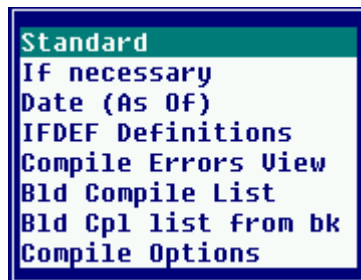 Standard
If necessary
Date (As Of)
IFDEF Definitions
Compile Errors View
Bld Compile List
Bld Cpl list from bk
Compile Options